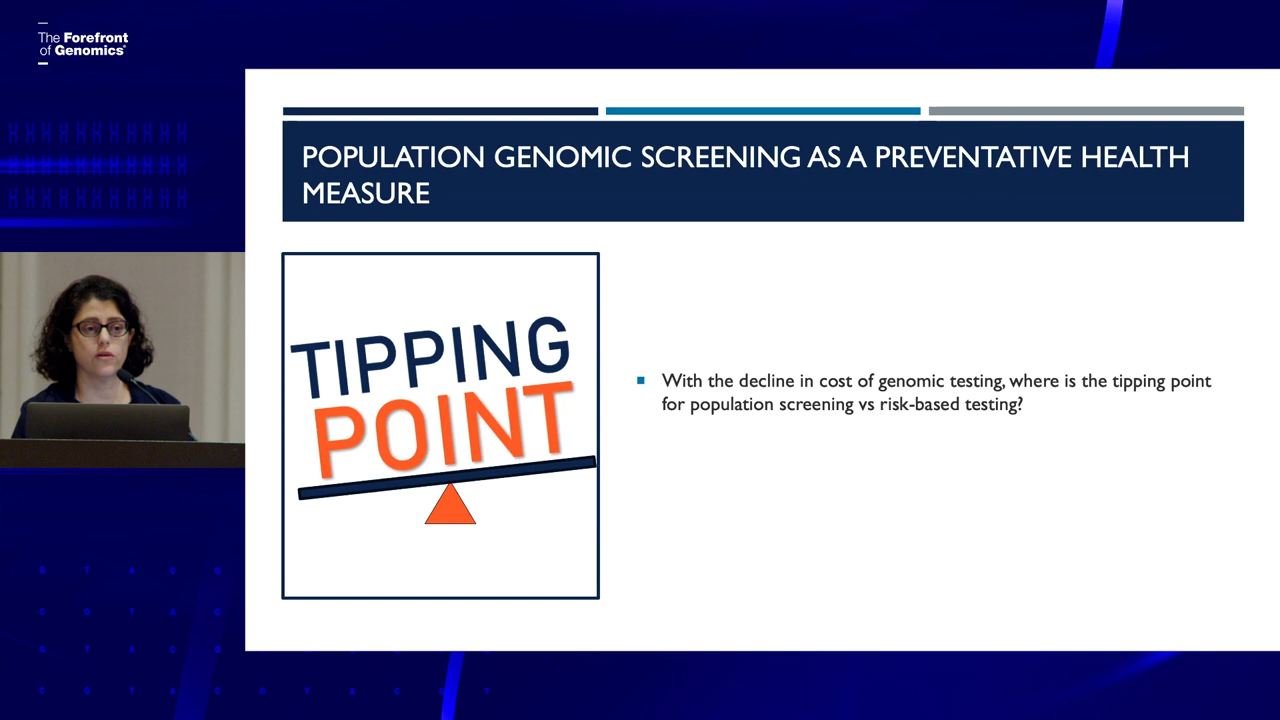 The Forefront
of Genomics®
POPULATION GENOMIC SCREENING AS A PREVENTATIVE HEALTH
MEASURE
TIPPING
POINT
With the decline in cost of genomic testing, where is the tipping point
for population screening vs risk-based testing?